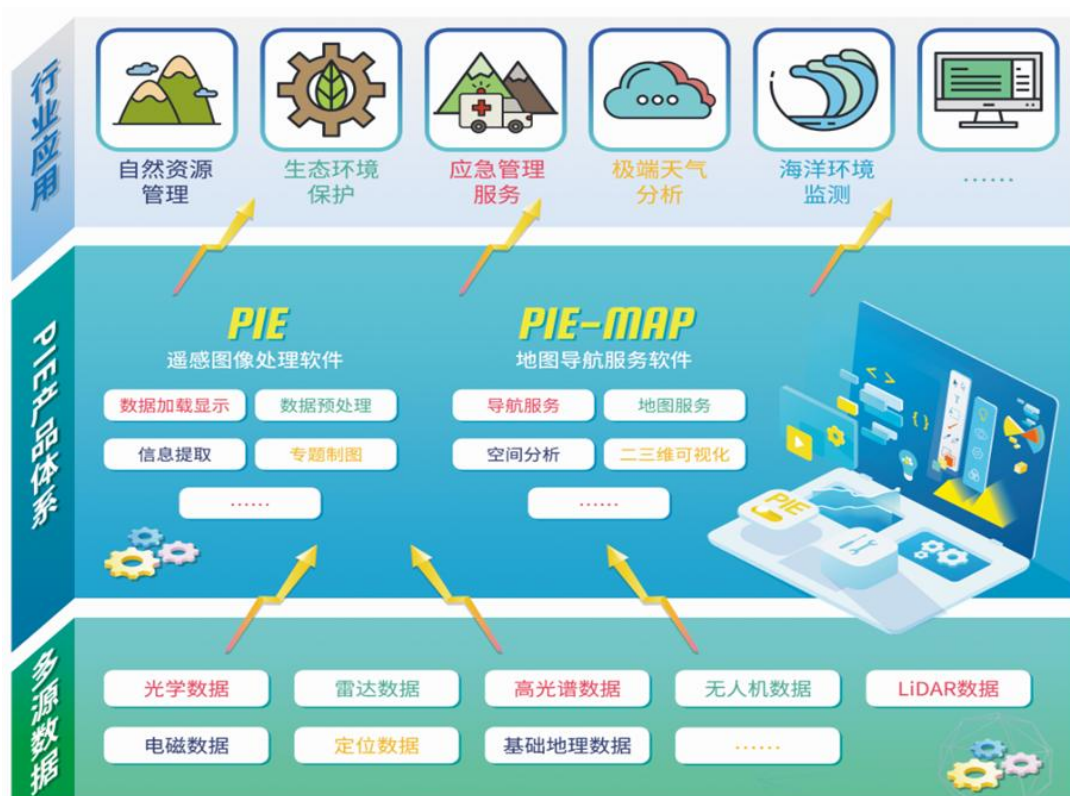 行业应用
自然资源
管理
生态环境
保护
应急管理
服务
极端天气
分析
海洋环境
监测
······
PIE产品体系
PIE
遥感图像处理软件
数据加载显示
数据预处理
信息提取
专题制图
······
PIE-MAP
地图导航服务软件
导航服务
地图服务
空间分析
二三维可视化
······
PIE
多源数据
光学数据
雷达数据
高光谱数据
无人机数据
LiDAR数据
电磁数据
定位数据
基础地理数据
······